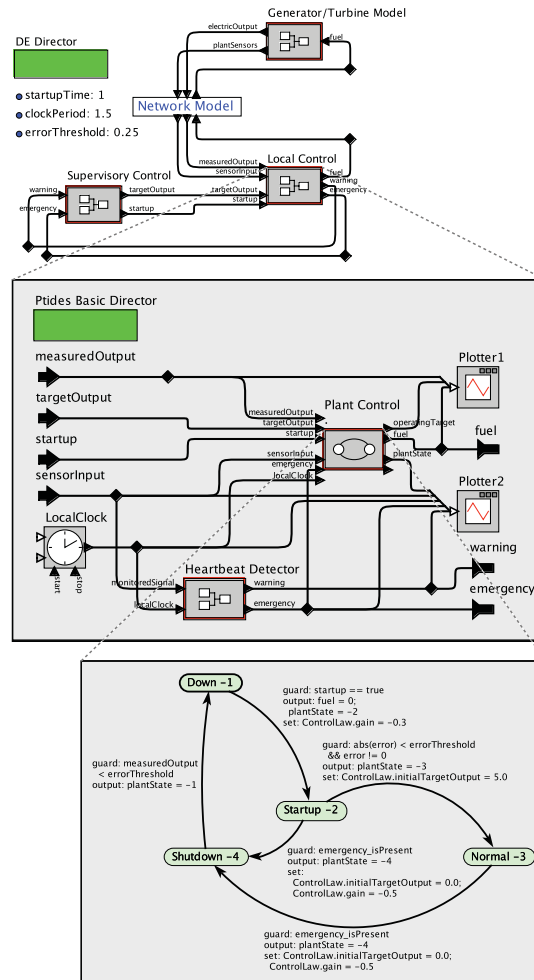 Generator/Turbine Model
electricOutput
plantSensors
fuel
DE Director
startupTime: 1
clockPeriod: 1.5
errorThreshold: 0.25
Network Model
Local Control
measuredOutput
sensorInput
targetOutput
startup
fuel
warning
emergency
Supervisory Control
warning
emergency
targetOutput
startup
Ptides Basic Director
measuredOutput
targetOutput
startup
sensorInput
LocalClock
start
stop
Plant Control
measuredOutput
targetOutput
startup
sensorInput
emergency
localClock
operatingTarget
fuel
plantState
Plotter1
fuel
Plotter2
warning
emergency
Heartbeat Detector
monitoredSignal
localClock
warning
emergency
Down -1
guard: startup == true
output: fuel = 0;
plantState = -2
set: ControlLaw.gain = -0.3
guard: abs(error) < errorThreshold
&& error != 0
output: plantState = -3
set: ControlLaw.initialTargetOutput = 5.0
guard: measuredOutput
< errorThreshold
output: plantState = -1
Startup -2
Shutdown -4
Normal -3
guard: emergency_isPresent
output: plantState = -4
set:
ControlLaw.initialTargetOutput = 0.0;
ControlLaw.gain = -0.5
guard: emergency_isPresent
output: plantState = -4
set: ControlLaw.initialTargetOutput = 0.0;
ControlLaw.gain = -0.5